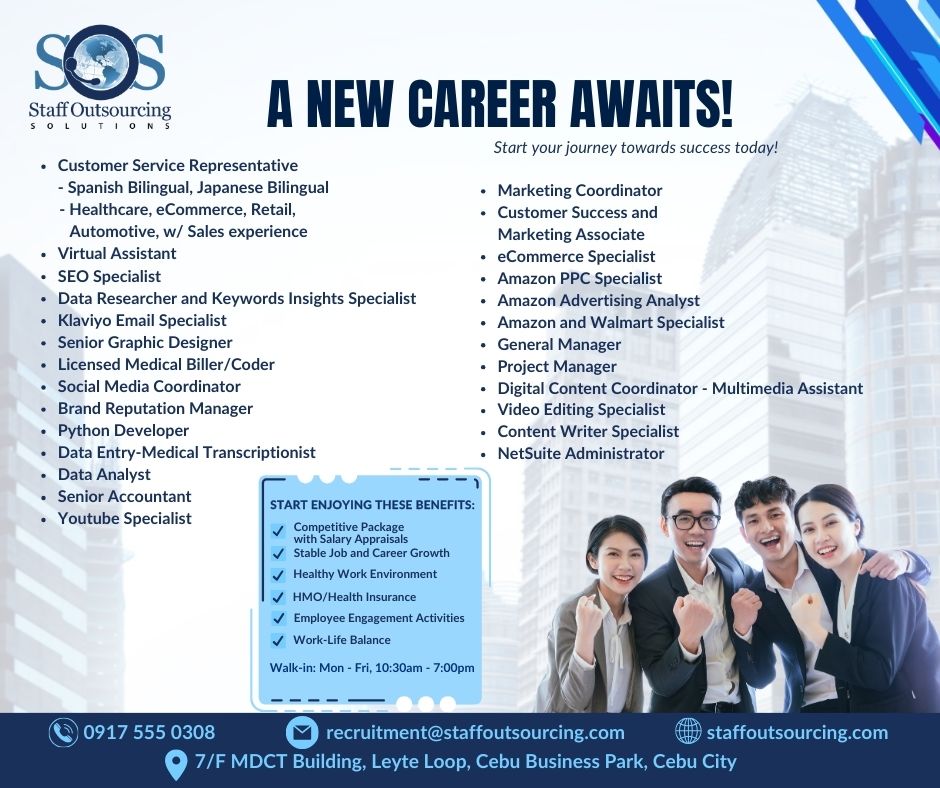 SOS
Staff Outsourcing
SOLUTIONS
A NEW CAREER AWAITS!
Start your journey towards success today!
• Customer Service Representative
- Spanish Bilingual, Japanese Bilingual
- Healthcare, eCommerce, Retail,
Automotive, w/ Sales experience
• Virtual Assistant
• SEO Specialist
• Data Researcher and Keywords Insights Specialist
• Klaviyo Email Specialist
• Senior Graphic Designer
• Licensed Medical Biller/Coder
• Social Media Coordinator
• Brand Reputation Manager
• Python Developer
• Data Entry-Medical Transcriptionist
• Data Analyst
• Senior Accountant
• Youtube Specialist
• Marketing Coordinator
• Customer Success and
Marketing Associate
• eCommerce Specialist
• Amazon PPC Specialist
• Amazon Advertising Analyst
• Amazon and Walmart Specialist
• General Manager
• Project Manager
• Digital Content Coordinator - Multimedia Assistant
• Video Editing Specialist
• Content Writer Specialist
• NetSuite Administrator
START ENJOYING THESE BENEFITS:
Competitive Package
with Salary Appraisals
Stable Job and Career Growth
Healthy Work Environment
HMO/Health Insurance
Employee Engagement Activities
Work-Life Balance
Walk-in: Mon - Fri, 10:30am - 7:00pm
0917 555 0308
recruitment@staffoutsourcing.com
staffoutsourcing.com
7/F MDCT Building, Leyte Loop, Cebu Business Park, Cebu City